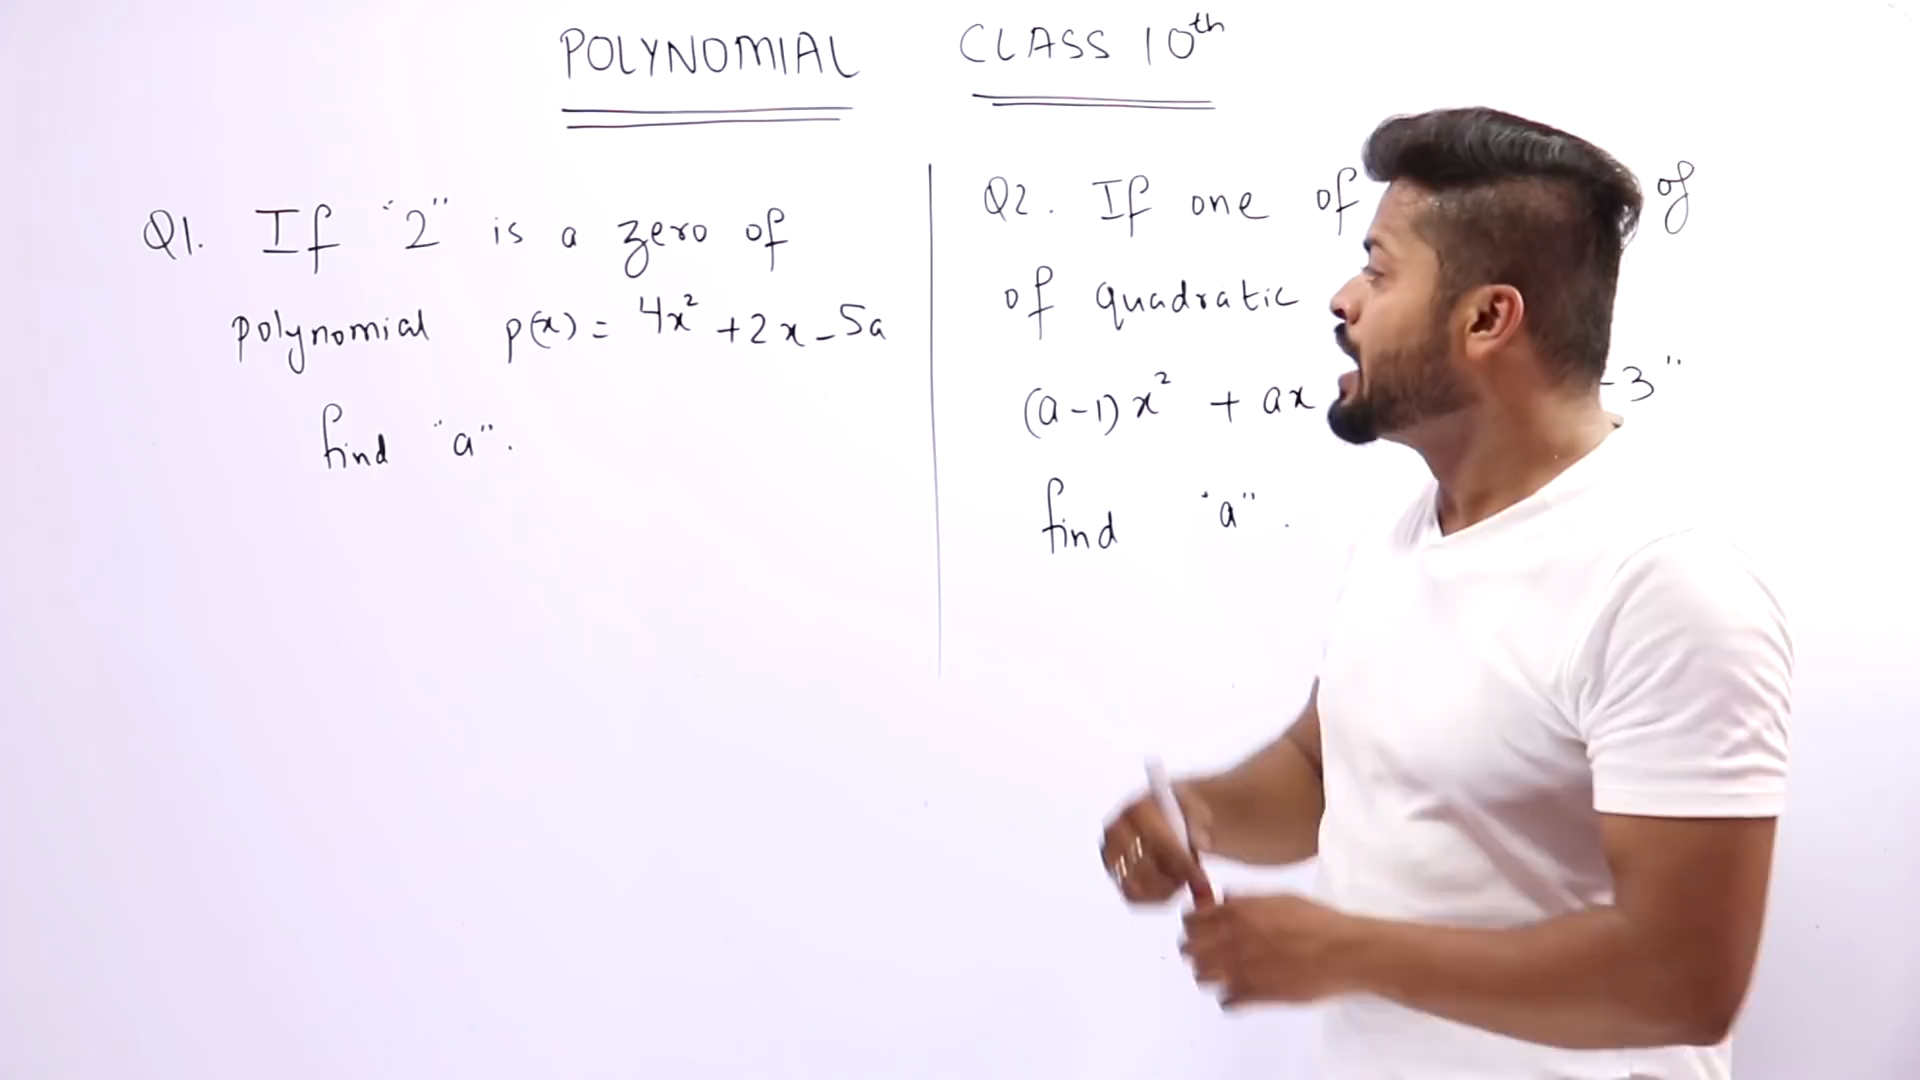 POLYNOMIAL CLASS 10th
Q1. If "2" is a zero of
polynomial p(x) = 4x² + 2x - 5a
find "a".
Q2. If one of of
of quadratic
(a-1)x² + ax -3"
find "a".